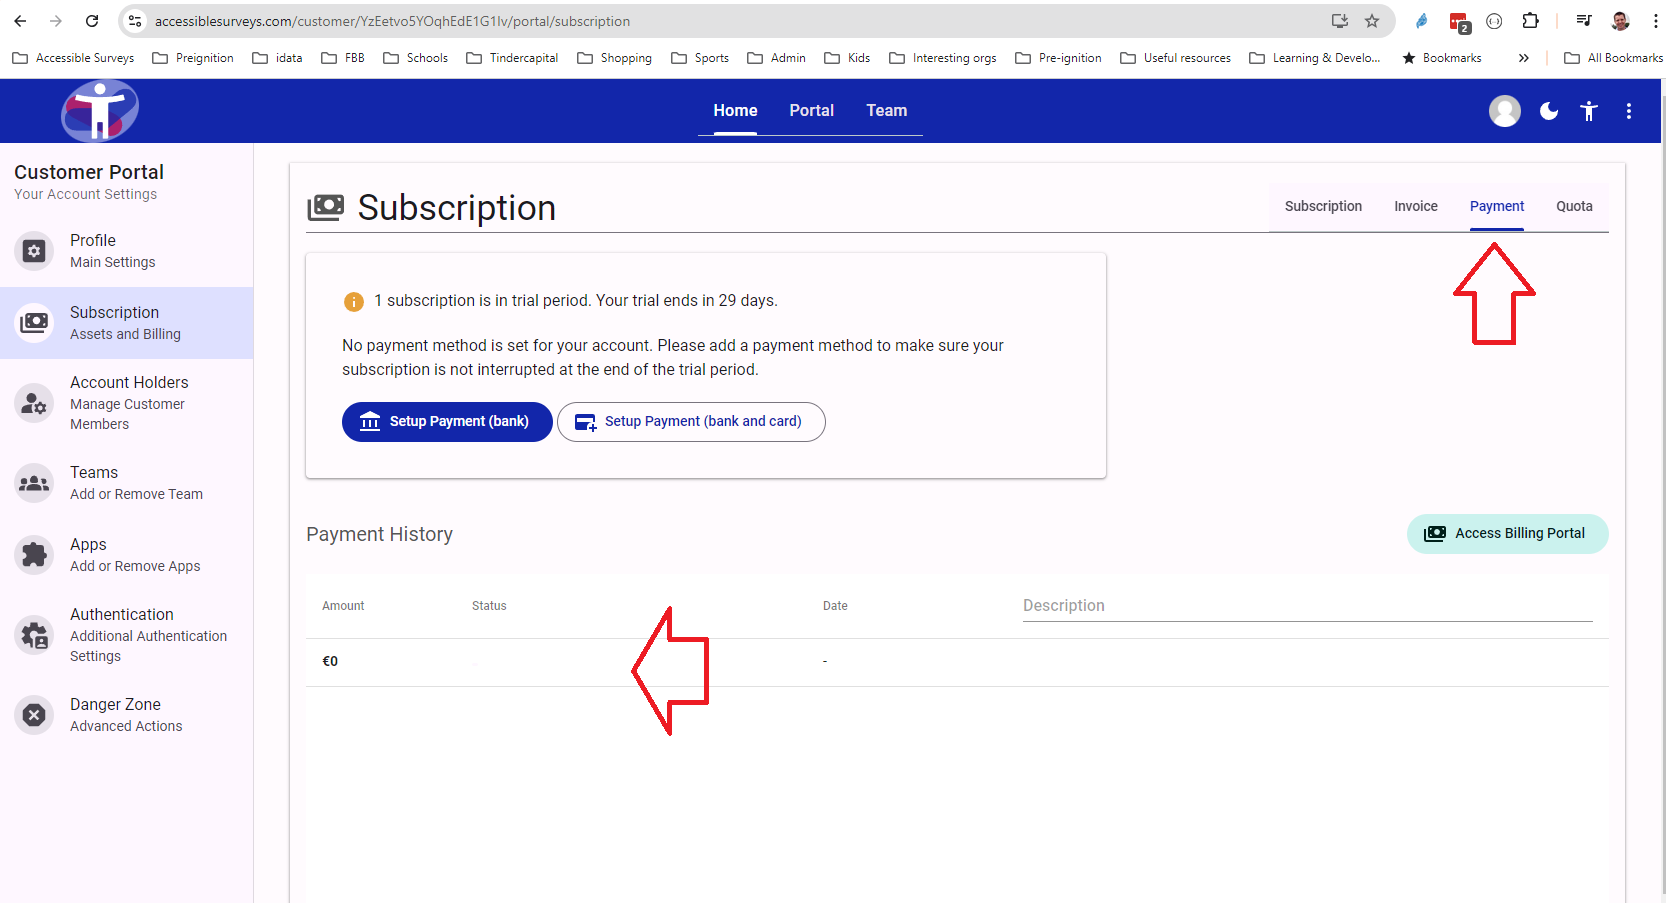 accessiblesurveys.com/customer/YzEetvo5YOqhEdE1G1Iv/portal/subscription
2
Accessible Surveys Preignition idata FBB Schools Tindercapital Shopping Sports Admin Kids Interesting orgs Pre-ignition Useful resources Learning & Develo... Bookmarks » All Bookmarks
Home Portal Team
Customer Portal
Your Account Settings
Profile
Main Settings
Subscription
Assets and Billing
Account Holders
Manage Customer
Members
Teams
Add or Remove Team
Apps
Add or Remove Apps
Authentication
Additional Authentication
Settings
Danger Zone
Advanced Actions
Subscription
Subscription Invoice Payment Quota
1 subscription is in trial period. Your trial ends in 29 days.
No payment method is set for your account. Please add a payment method to make sure your
subscription is not interrupted at the end of the trial period.
Setup Payment (bank) Setup Payment (bank and card)
Payment History Access Billing Portal
Amount Status Date Description
€0 -